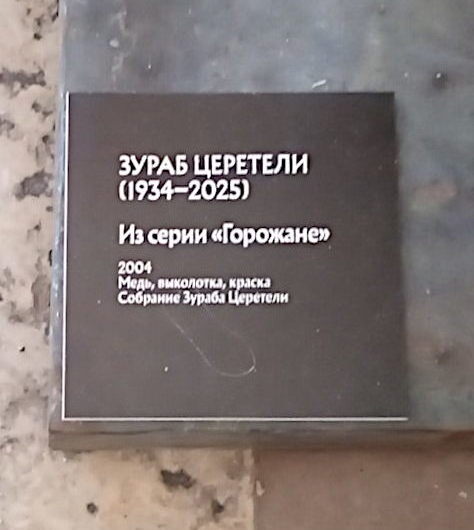 ЗУРАБ ЦЕРЕТЕЛИ
(1934–2025)
Из серии «Горожане»
2004
Медь, выколотка, краска
Собрание Зураба Церетели